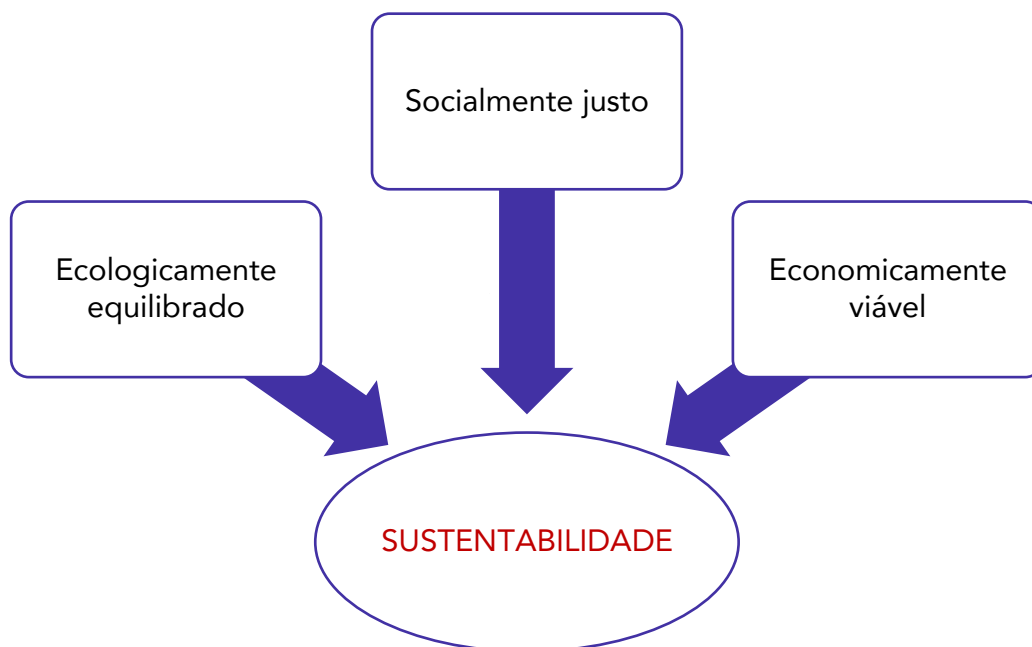 Socialmente justo
Ecologicamente
equilibrado
Economicamente
viável
SUSTENTABILIDADE